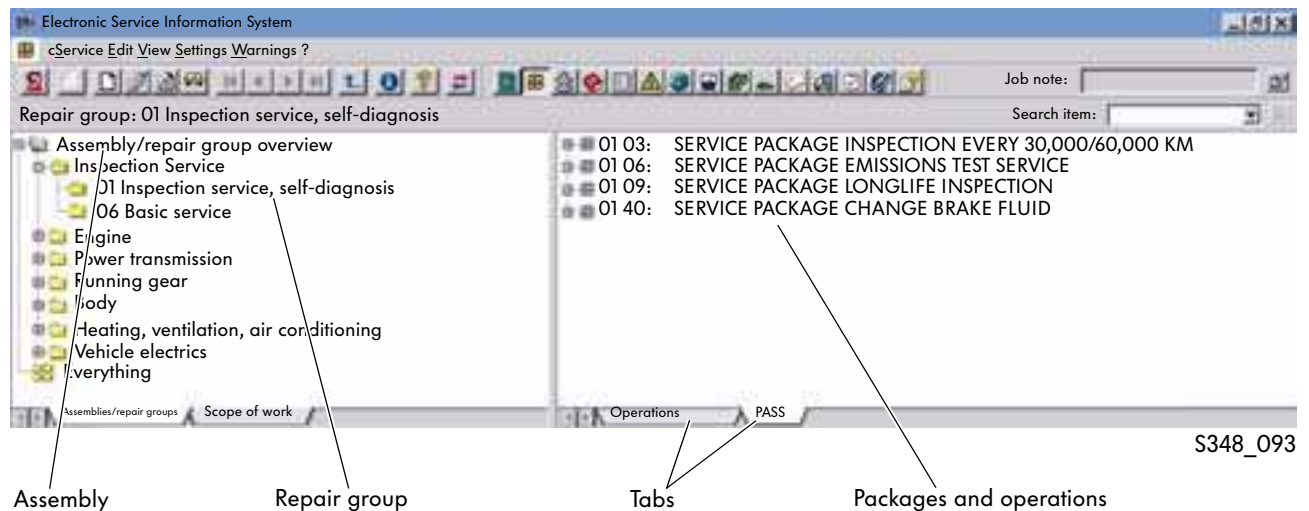 Electronic Service Information System
cService Edit View Settings Warnings ?
Job note:
Repair group: 01 Inspection service, self-diagnosis
Search item:
Assembly/repair group overview
Inspection Service
01 Inspection service, self-diagnosis
06 Basic service
Engine
Power transmission
Running gear
Body
Heating, ventilation, air conditioning
Vehicle electrics
Everything
01 03: SERVICE PACKAGE INSPECTION EVERY 30,000/60,000 KM
01 06: SERVICE PACKAGE EMISSIONS TEST SERVICE
01 09: SERVICE PACKAGE LONGLIFE INSPECTION
01 40: SERVICE PACKAGE CHANGE BRAKE FLUID
Assemblies/repair groups Scope of work
Operations PASS
S348_093
Assembly Repair group Tabs Packages and operations